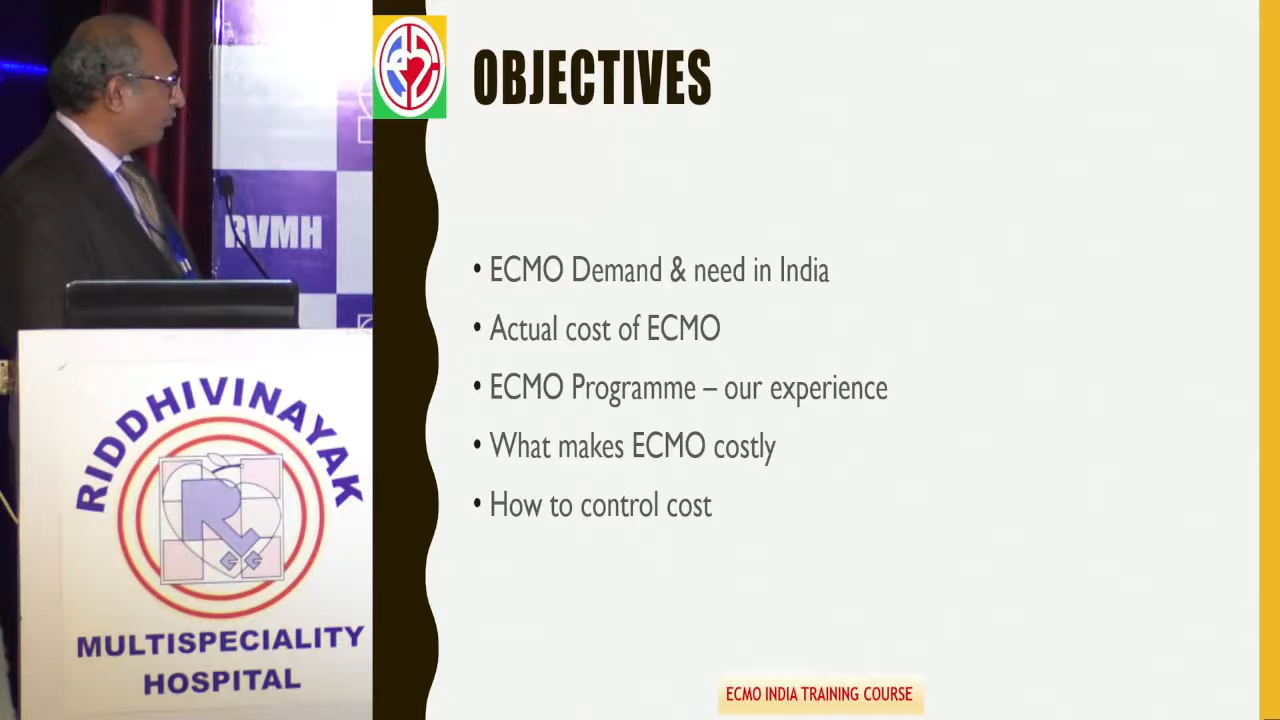 OBJECTIVES
• ECMO Demand & need in India
• Actual cost of ECMO
• ECMO Programme – our experience
• What makes ECMO costly
• How to control cost
ECMO INDIA TRAINING COURSE
RVMH
RIDDHIVINAYAK
R
MULTISPECIALITY
HOSPITAL